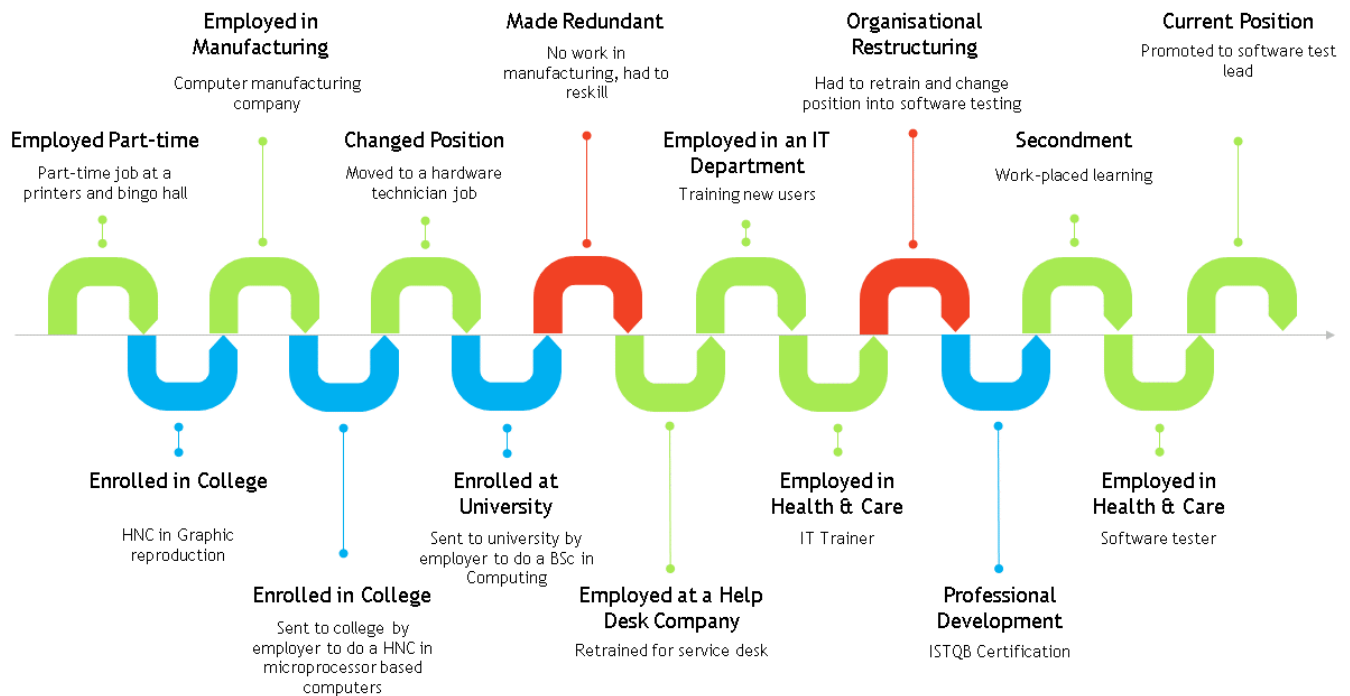 Employed Part-time
Part-time job at a
printers and bingo hall
Enrolled in College
HNC in Graphic
reproduction
Employed in
Manufacturing
Computer manufacturing
company
Enrolled in College
Sent to college by
employer to do a HNC in
microprocessor based
computers
Changed Position
Moved to a hardware
technician job
Enrolled at
University
Sent to university by
employer to do a BSc in
Computing
Made Redundant
No work in
manufacturing, had to
reskill
Employed at a Help
Desk Company
Retrained for service desk
Employed in an IT
Department
Training new users
Employed in
Health & Care
IT Trainer
Organisational
Restructuring
Had to retrain and change
position into software testing
Professional
Development
ISTQB Certification
Secondment
Work-placed learning
Employed in
Health & Care
Software tester
Current Position
Promoted to software test
lead